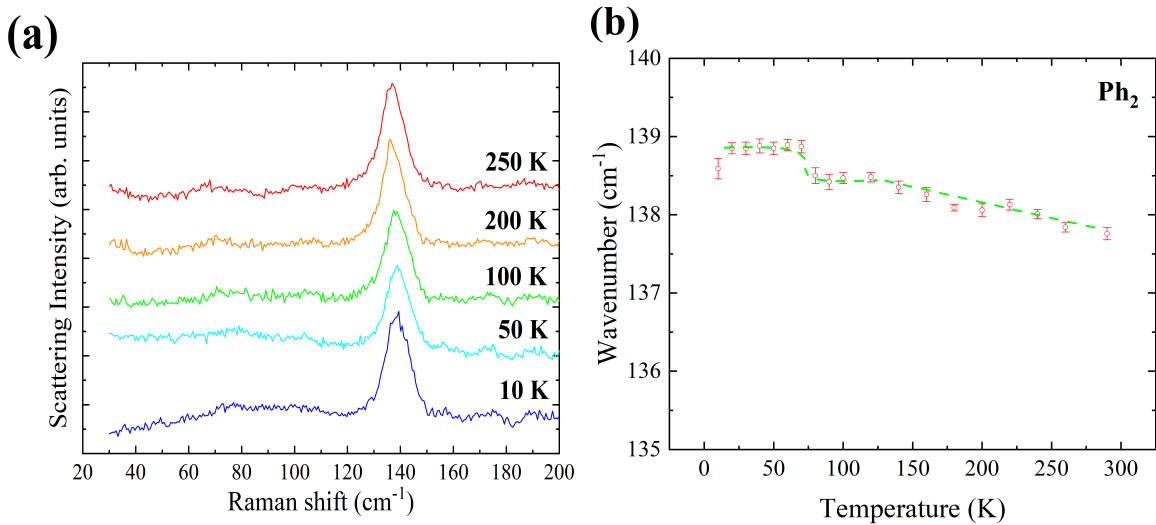 (a)
Scattering Intensity (arb. units)
250 K
200 K
100 K
50 K
10 K
20 40 60 80 100 120 140 160 180 200
Raman shift (cm⁻¹)
(b)
Ph₂
140
139
138
137
136
135
Wavenumber (cm⁻¹)
0 50 100 150 200 250 300
Temperature (K)